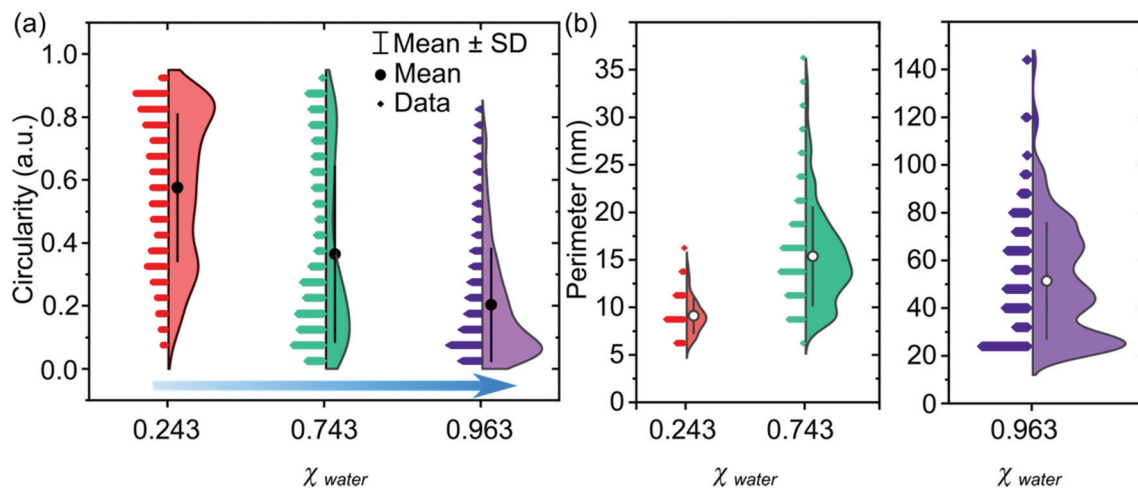 (a)
Circularity (a.u.)
1.0
0.8
0.6
0.4
0.2
0.0
Mean ± SD
Mean
Data
0.243 0.743 0.963
χ water
(b)
Perimeter (nm)
35
30
25
20
15
10
5
0
0.243 0.743
χ water
140
120
100
80
60
40
20
0
0.963
χ water